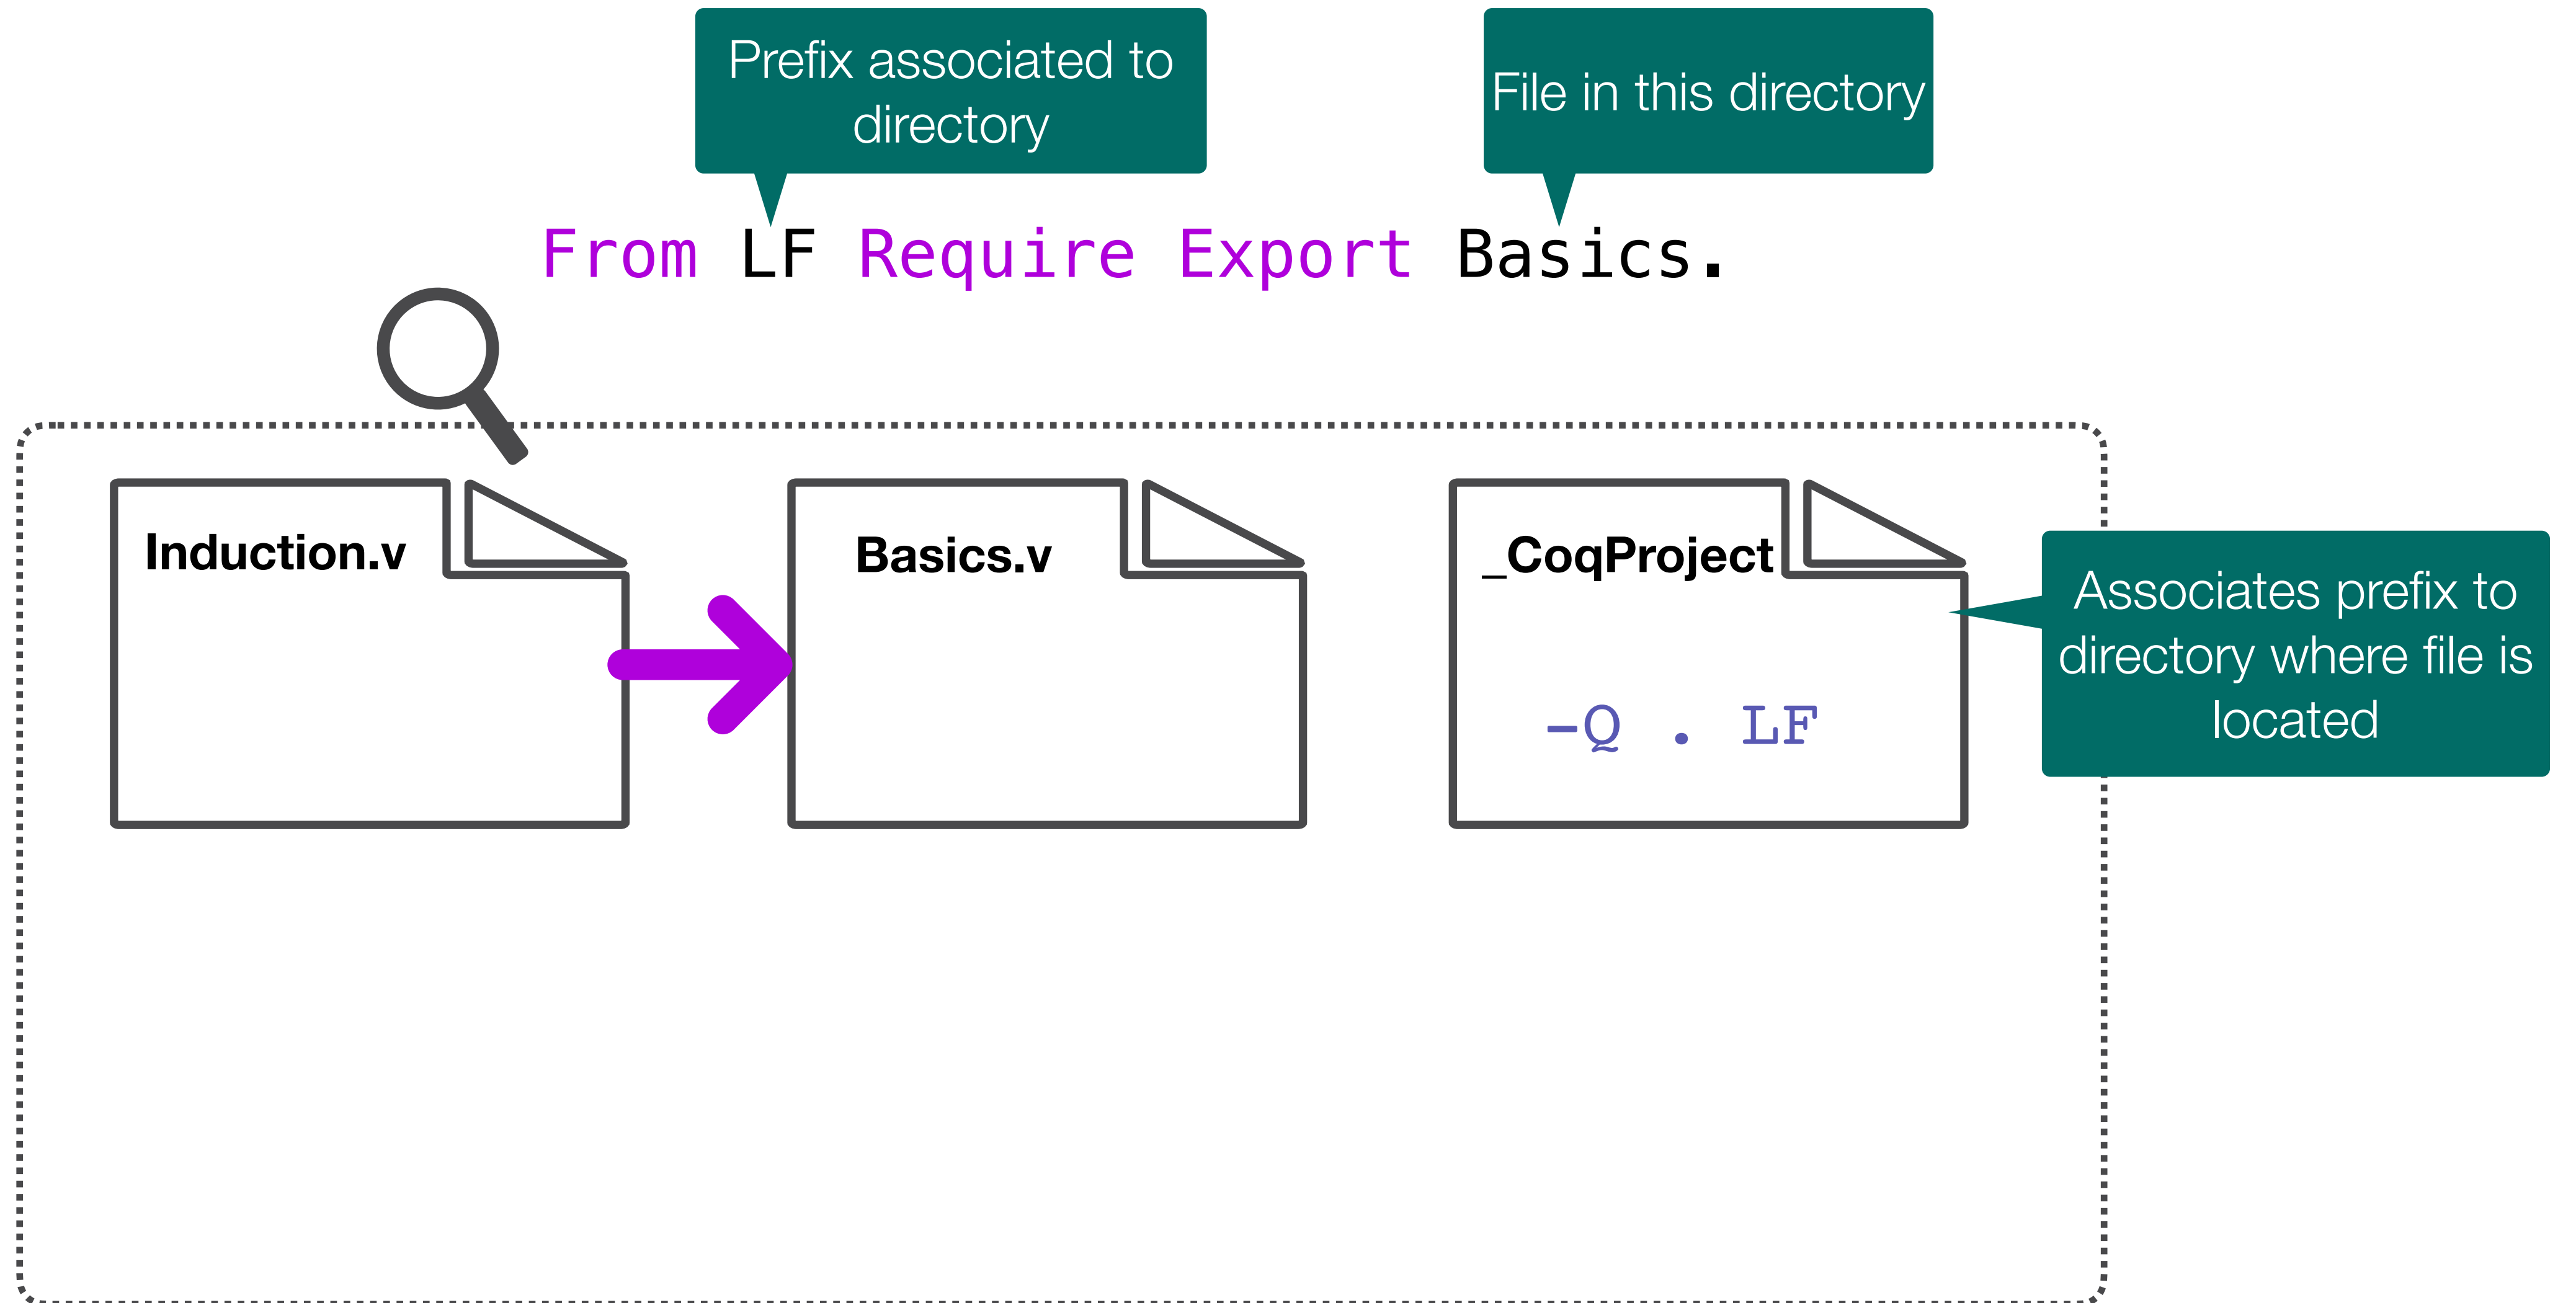 Prefix associated to
directory
File in this directory
From LF Require Export Basics.
Induction.v
Basics.v
_CoqProject
-Q . LF
Associates prefix to
directory where file is
located